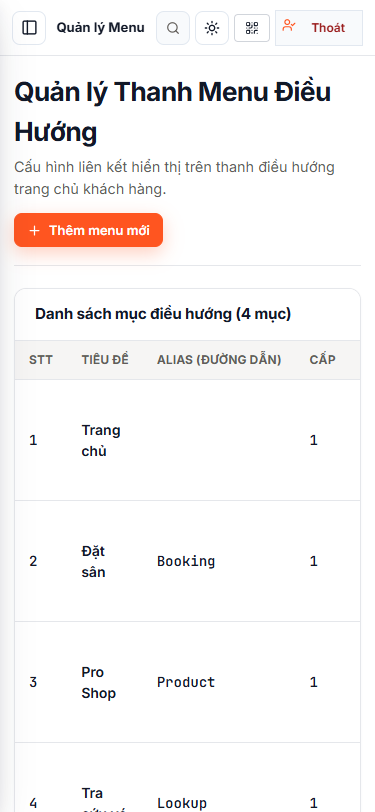 Quản lý Menu
Thoát
Quản lý Thanh Menu Điều
Hướng
Cấu hình liên kết hiển thị trên thanh điều hướng
trang chủ khách hàng.
+ Thêm menu mới
Danh sách mục điều hướng (4 mục)
STT TIÊU ĐỀ ALIAS (ĐƯỜNG DẪN) CẤP
1 Trang chủ 1
2 Đặt sân Booking 1
3 Pro Shop Product 1
4 Tra Lookup 1